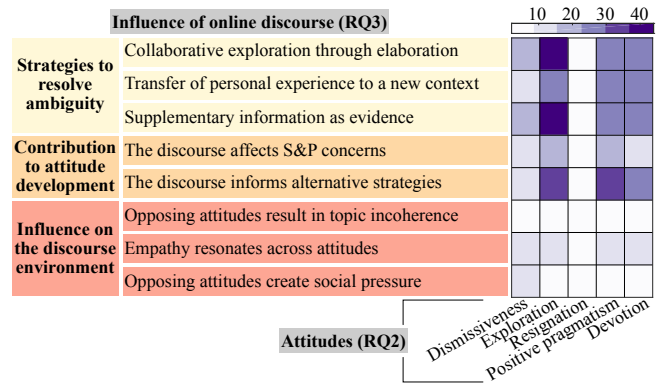 Influence of online discourse (RQ3)
10 20 30 40
Strategies to
resolve
ambiguity
Collaborative exploration through elaboration
Transfer of personal experience to a new context
Supplementary information as evidence
Contribution
to attitude
development
The discourse affects S&P concerns
The discourse informs alternative strategies
Influence on
the discourse
environment
Opposing attitudes result in topic incoherence
Empathy resonates across attitudes
Opposing attitudes create social pressure
Attitudes (RQ2)
Dismissiveness
Exploration
Resignation
Positive pragmatism
Devotion